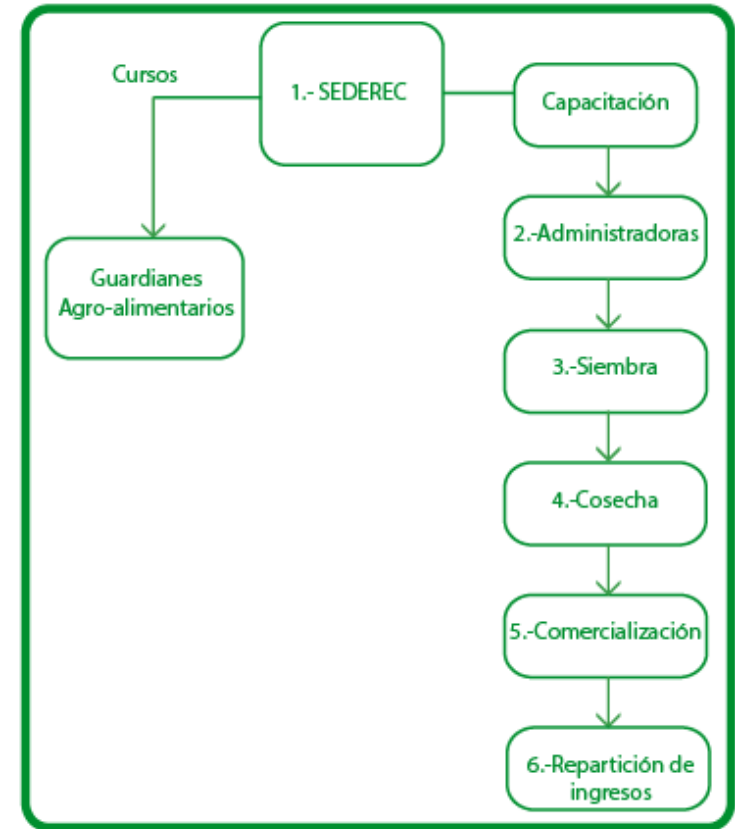 Cursos
1.- SEDEREC
Capacitación
2.-Administradoras
Guardianes
Agro-alimentarios
3.-Siembra
4.-Cosecha
5.-Comercialización
6.-Repartición de
ingresos